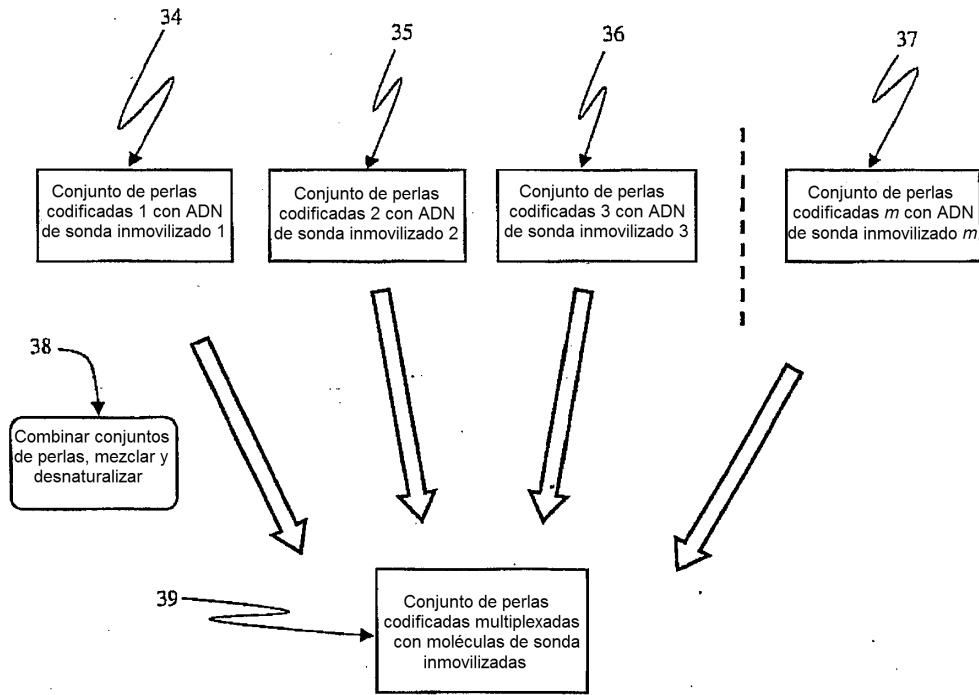 34
35
36
37
Conjunto de perlas
codificadas 1 con ADN
de sonda inmovilizado 1
Conjunto de perlas
codificadas 2 con ADN
de sonda inmovilizado 2
Conjunto de perlas
codificadas 3 con ADN
de sonda inmovilizado 3
Conjunto de perlas
codificadas m con ADN
de sonda inmovilizado m
38
Combinar conjuntos
de perlas, mezclar y
desnaturalizar
39
Conjunto de perlas
codificadas multiplexadas
con moléculas de sonda
inmovilizadas